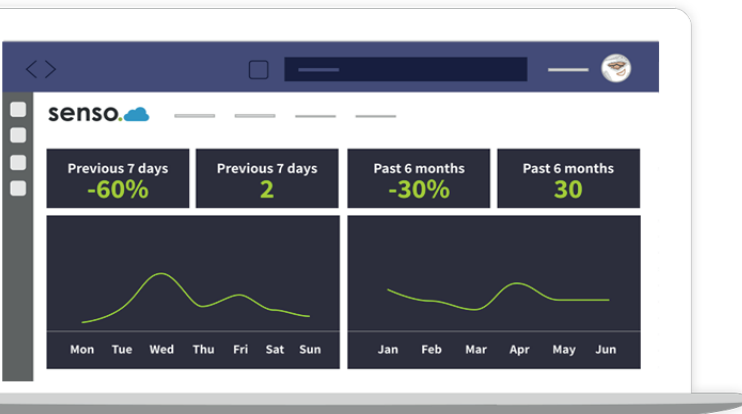 senso.
Previous 7 days
-60%
Previous 7 days
2
Past 6 months
-30%
Past 6 months
30
Mon Tue Wed Thu Fri Sat Sun
Jan Feb Mar Apr May Jun